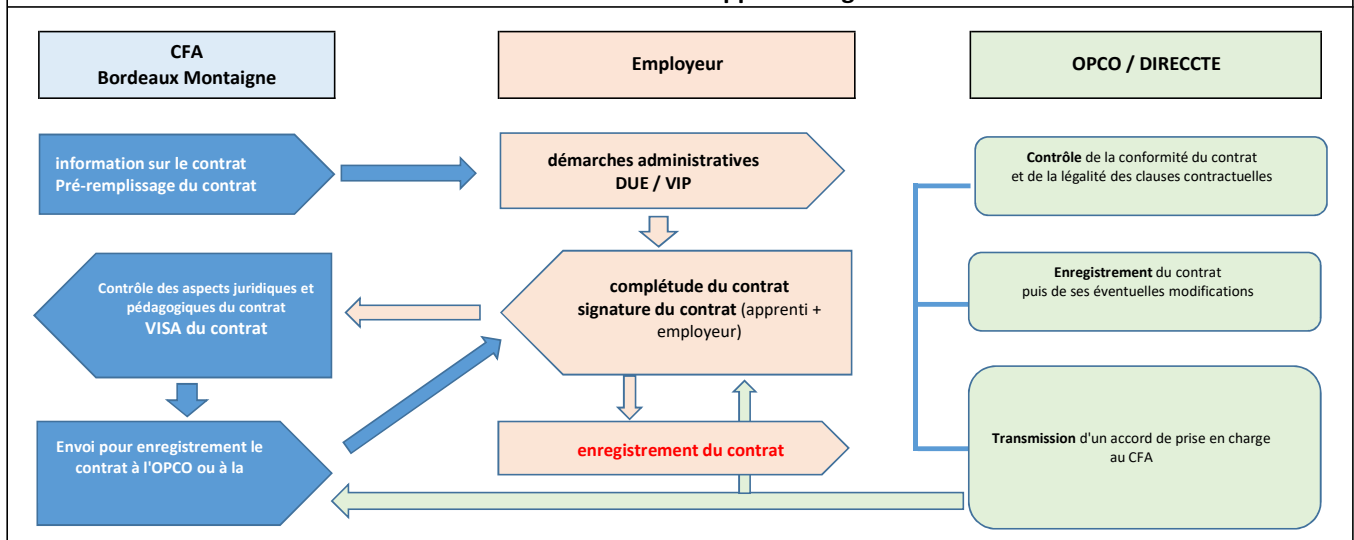 CFA
Bordeaux Montaigne
Employeur
OPCO / DIRECCTE
information sur le contrat
Pré-remplissage du contrat
démarches administratives
DUE / VIP
Contrôle de la conformité du contrat
et de la légalité des clauses contractuelles
Contrôle des aspects juridiques et
pédagogiques du contrat
VISA du contrat
complétude du contrat
signature du contrat (apprenti +
employeur)
Enregistrement du contrat
puis de ses éventuelles modifications
Envoi pour enregistrement le
contrat à l'OPCO ou à la
enregistrement du contrat
Transmission d'un accord de prise en charge
au CFA